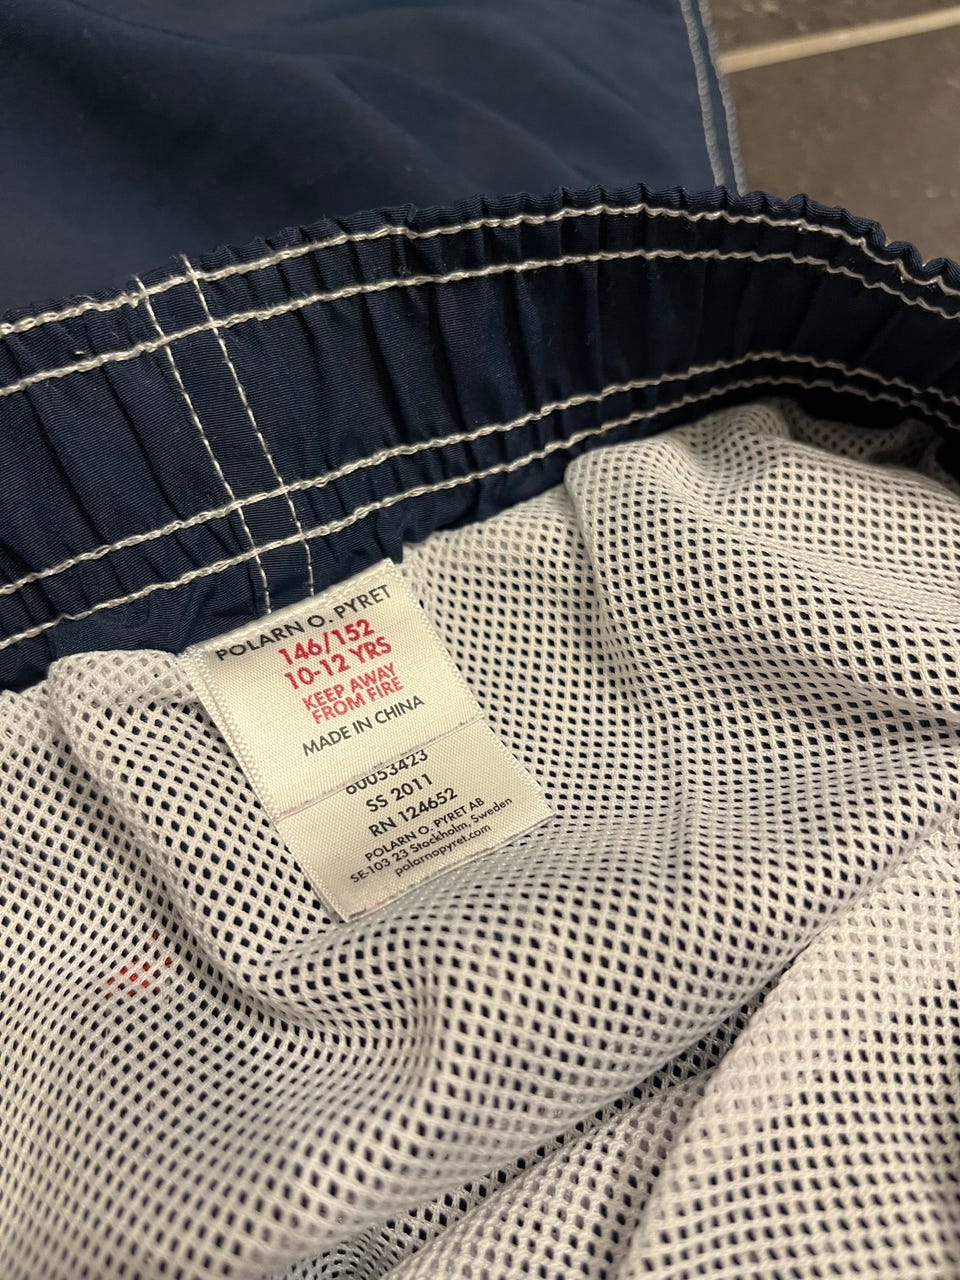 POLARN O. PYRET
146/152
10-12 YRS
KEEP AWAY
FROM FIRE
MADE IN CHINA
60053423
SS 2011
RN 124652
POLARN O. PYRET AB
SE-103 23 Stockholm, Sweden
polarnopyret.com